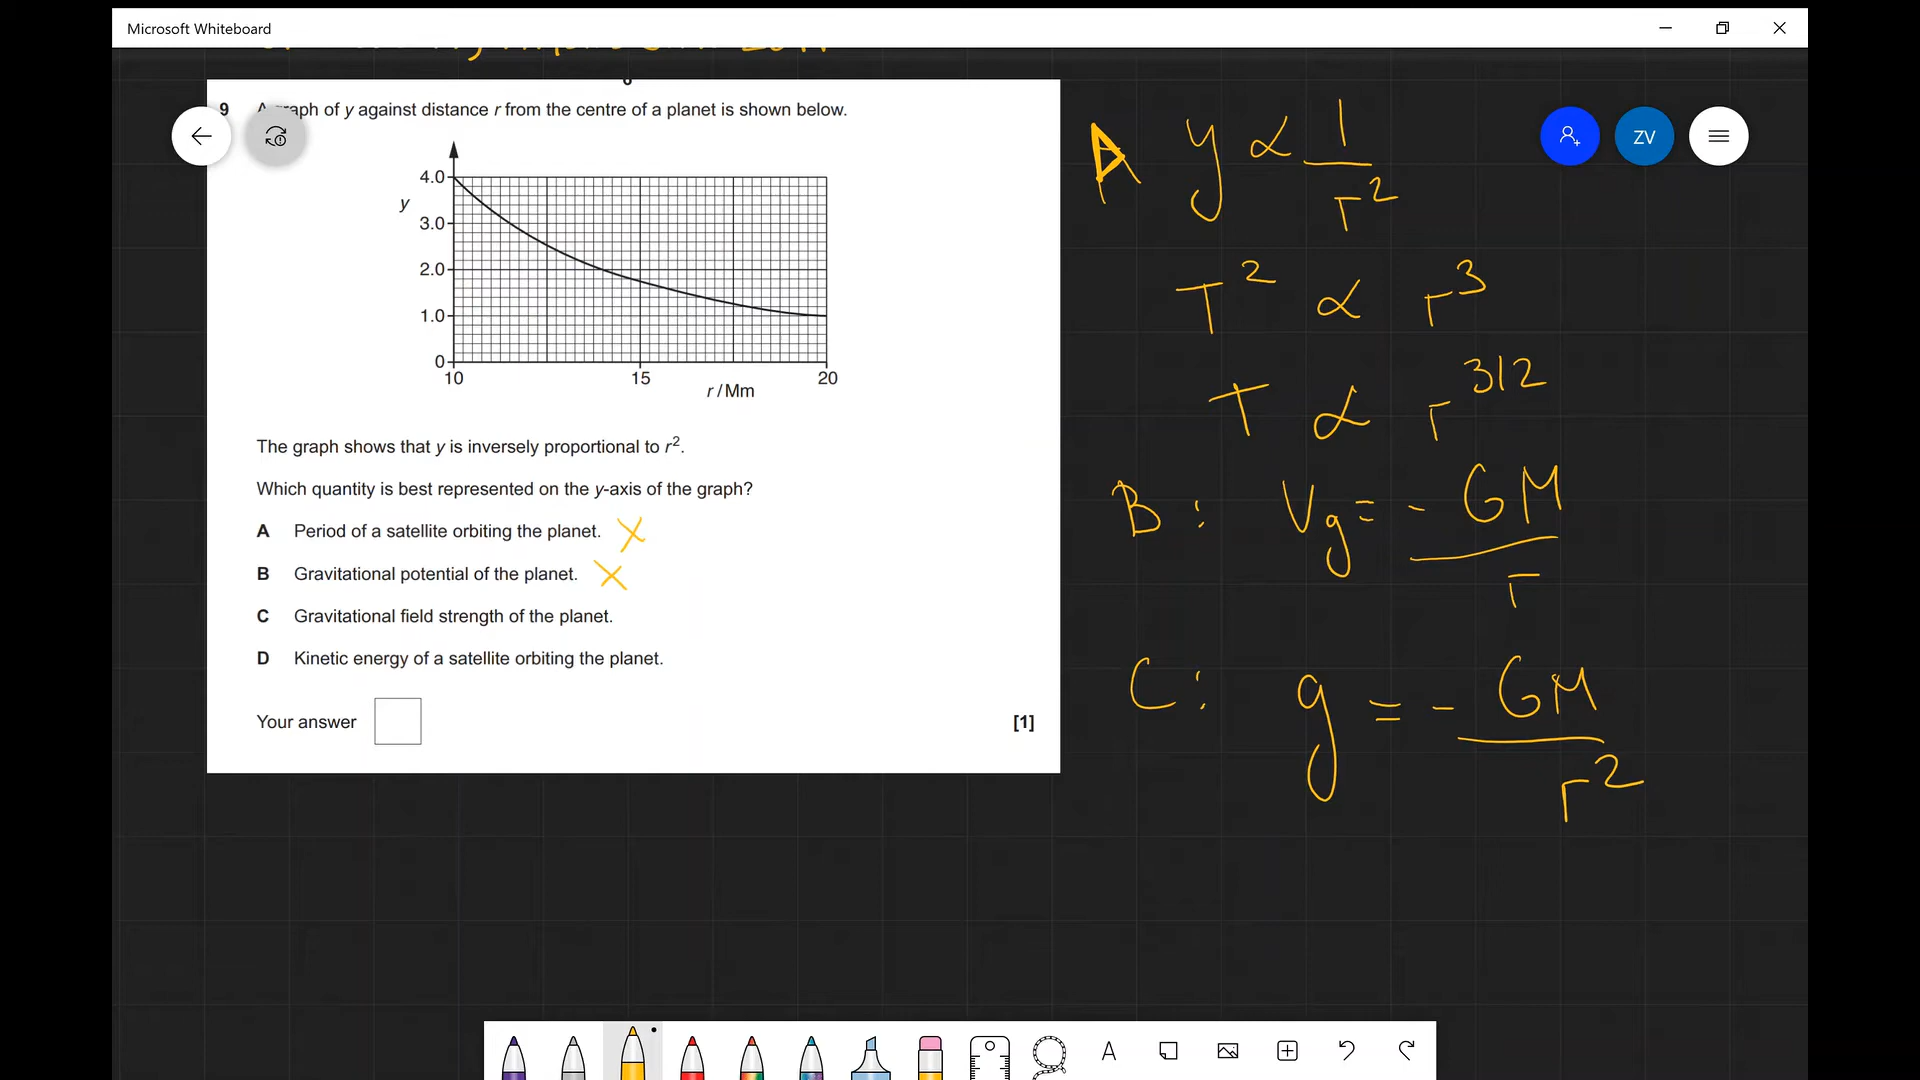 Microsoft Whiteboard
9 A graph of y against distance r from the centre of a planet is shown below.
4.0
y
3.0
2.0
1.0
0
10 15 20
r / Mm
The graph shows that y is inversely proportional to r².
Which quantity is best represented on the y-axis of the graph?
A Period of a satellite orbiting the planet. X
B Gravitational potential of the planet. X
C Gravitational field strength of the planet.
D Kinetic energy of a satellite orbiting the planet.
Your answer
[1]
A y ∝ 1/r²
T² ∝ r³
T ∝ r^3/2
B: Vg = - GM/r
C: g = - GM/r²
ZV
A